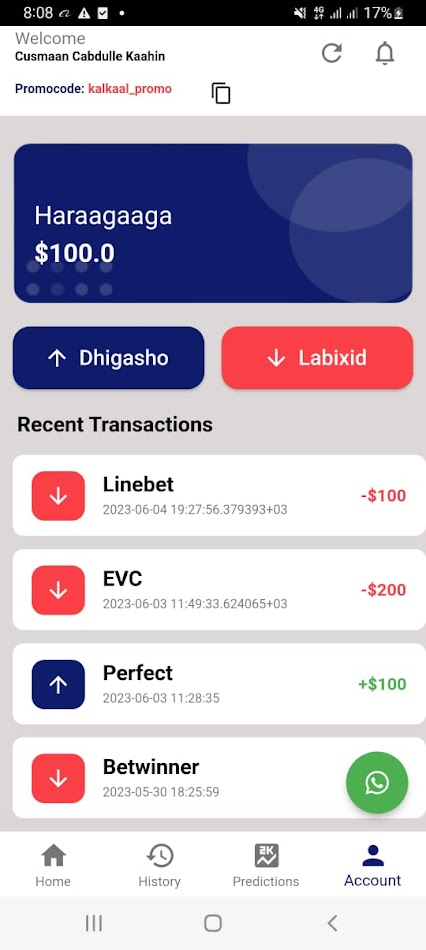 8:08 4G 17%
Welcome
Cusmaan Cabdulle Kaahin
Promocode: kalkaal_promo
Haraagaaga
$100.0
Dhigasho Labixid
Recent Transactions
Linebet
2023-06-04 19:27:56.379393+03
-$100
EVC
2023-06-03 11:49:33.624065+03
-$200
Perfect
2023-06-03 11:28:35
+$100
Betwinner
2023-05-30 18:25:59
2K
Home History Predictions Account